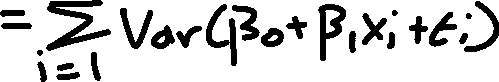 = ∑_{i=1} Var(β₀ + β₁xᵢ + εᵢ)